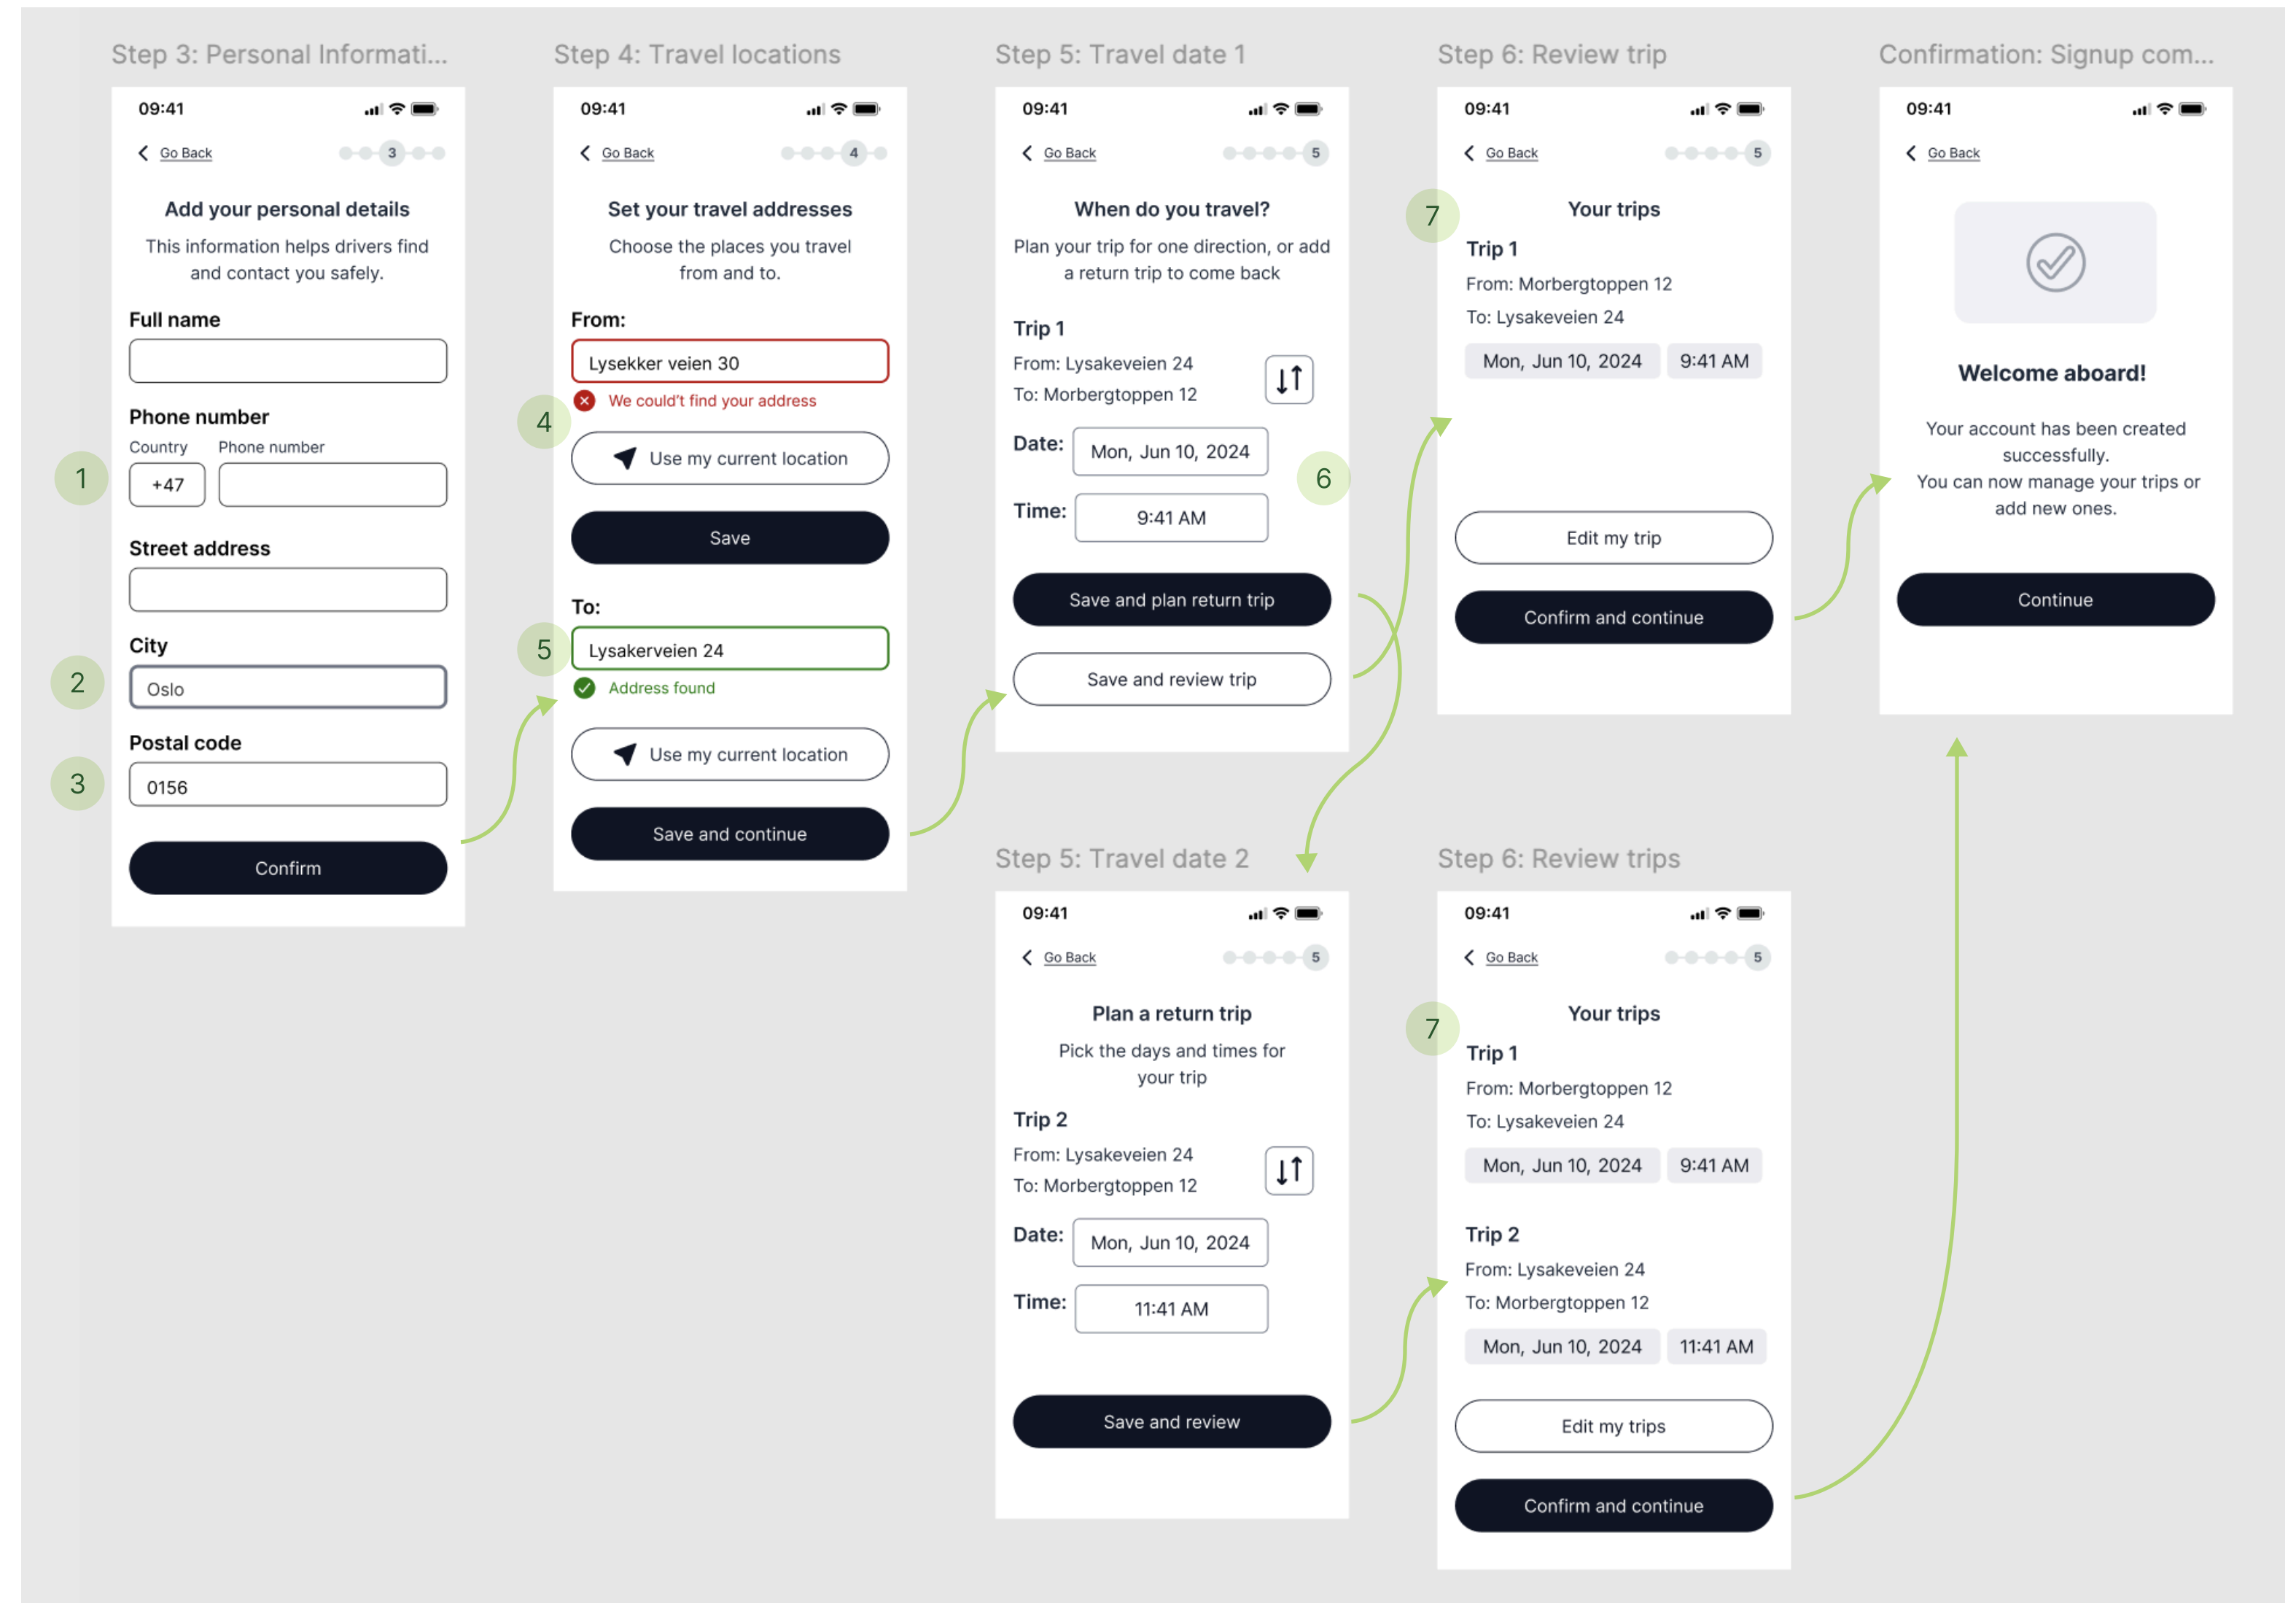 Step 3: Personal Informati...
09:41
Go Back
3
Add your personal details
This information helps drivers find
and contact you safely.
Full name
Phone number
Country Phone number
1
+47
Street address
City
2
Oslo
Postal code
3
0156
Confirm
Step 4: Travel locations
09:41
Go Back
4
Set your travel addresses
Choose the places you travel
from and to.
From:
Lysekker veien 30
We could't find your address
4
Use my current location
Save
To:
5
Lysakerveien 24
Address found
Use my current location
Save and continue
Step 5: Travel date 1
09:41
Go Back
5
When do you travel?
Plan your trip for one direction, or add
a return trip to come back
Trip 1
From: Lysakeveien 24
To: Morbergtoppen 12
Date: Mon, Jun 10, 2024
6
Time: 9:41 AM
Save and plan return trip
Save and review trip
Step 6: Review trip
09:41
Go Back
5
7
Your trips
Trip 1
From: Morbergtoppen 12
To: Lysakeveien 24
Mon, Jun 10, 2024 9:41 AM
Edit my trip
Confirm and continue
Confirmation: Signup com...
09:41
Go Back
Welcome aboard!
Your account has been created
successfully.
You can now manage your trips or
add new ones.
Continue
Step 5: Travel date 2
09:41
Go Back
5
Plan a return trip
Pick the days and times for
your trip
Trip 2
From: Lysakeveien 24
To: Morbergtoppen 12
Date: Mon, Jun 10, 2024
Time: 11:41 AM
Save and review
Step 6: Review trips
09:41
Go Back
5
7
Your trips
Trip 1
From: Morbergtoppen 12
To: Lysakeveien 24
Mon, Jun 10, 2024 9:41 AM
Trip 2
From: Lysakeveien 24
To: Morbergtoppen 12
Mon, Jun 10, 2024 11:41 AM
Edit my trips
Confirm and continue